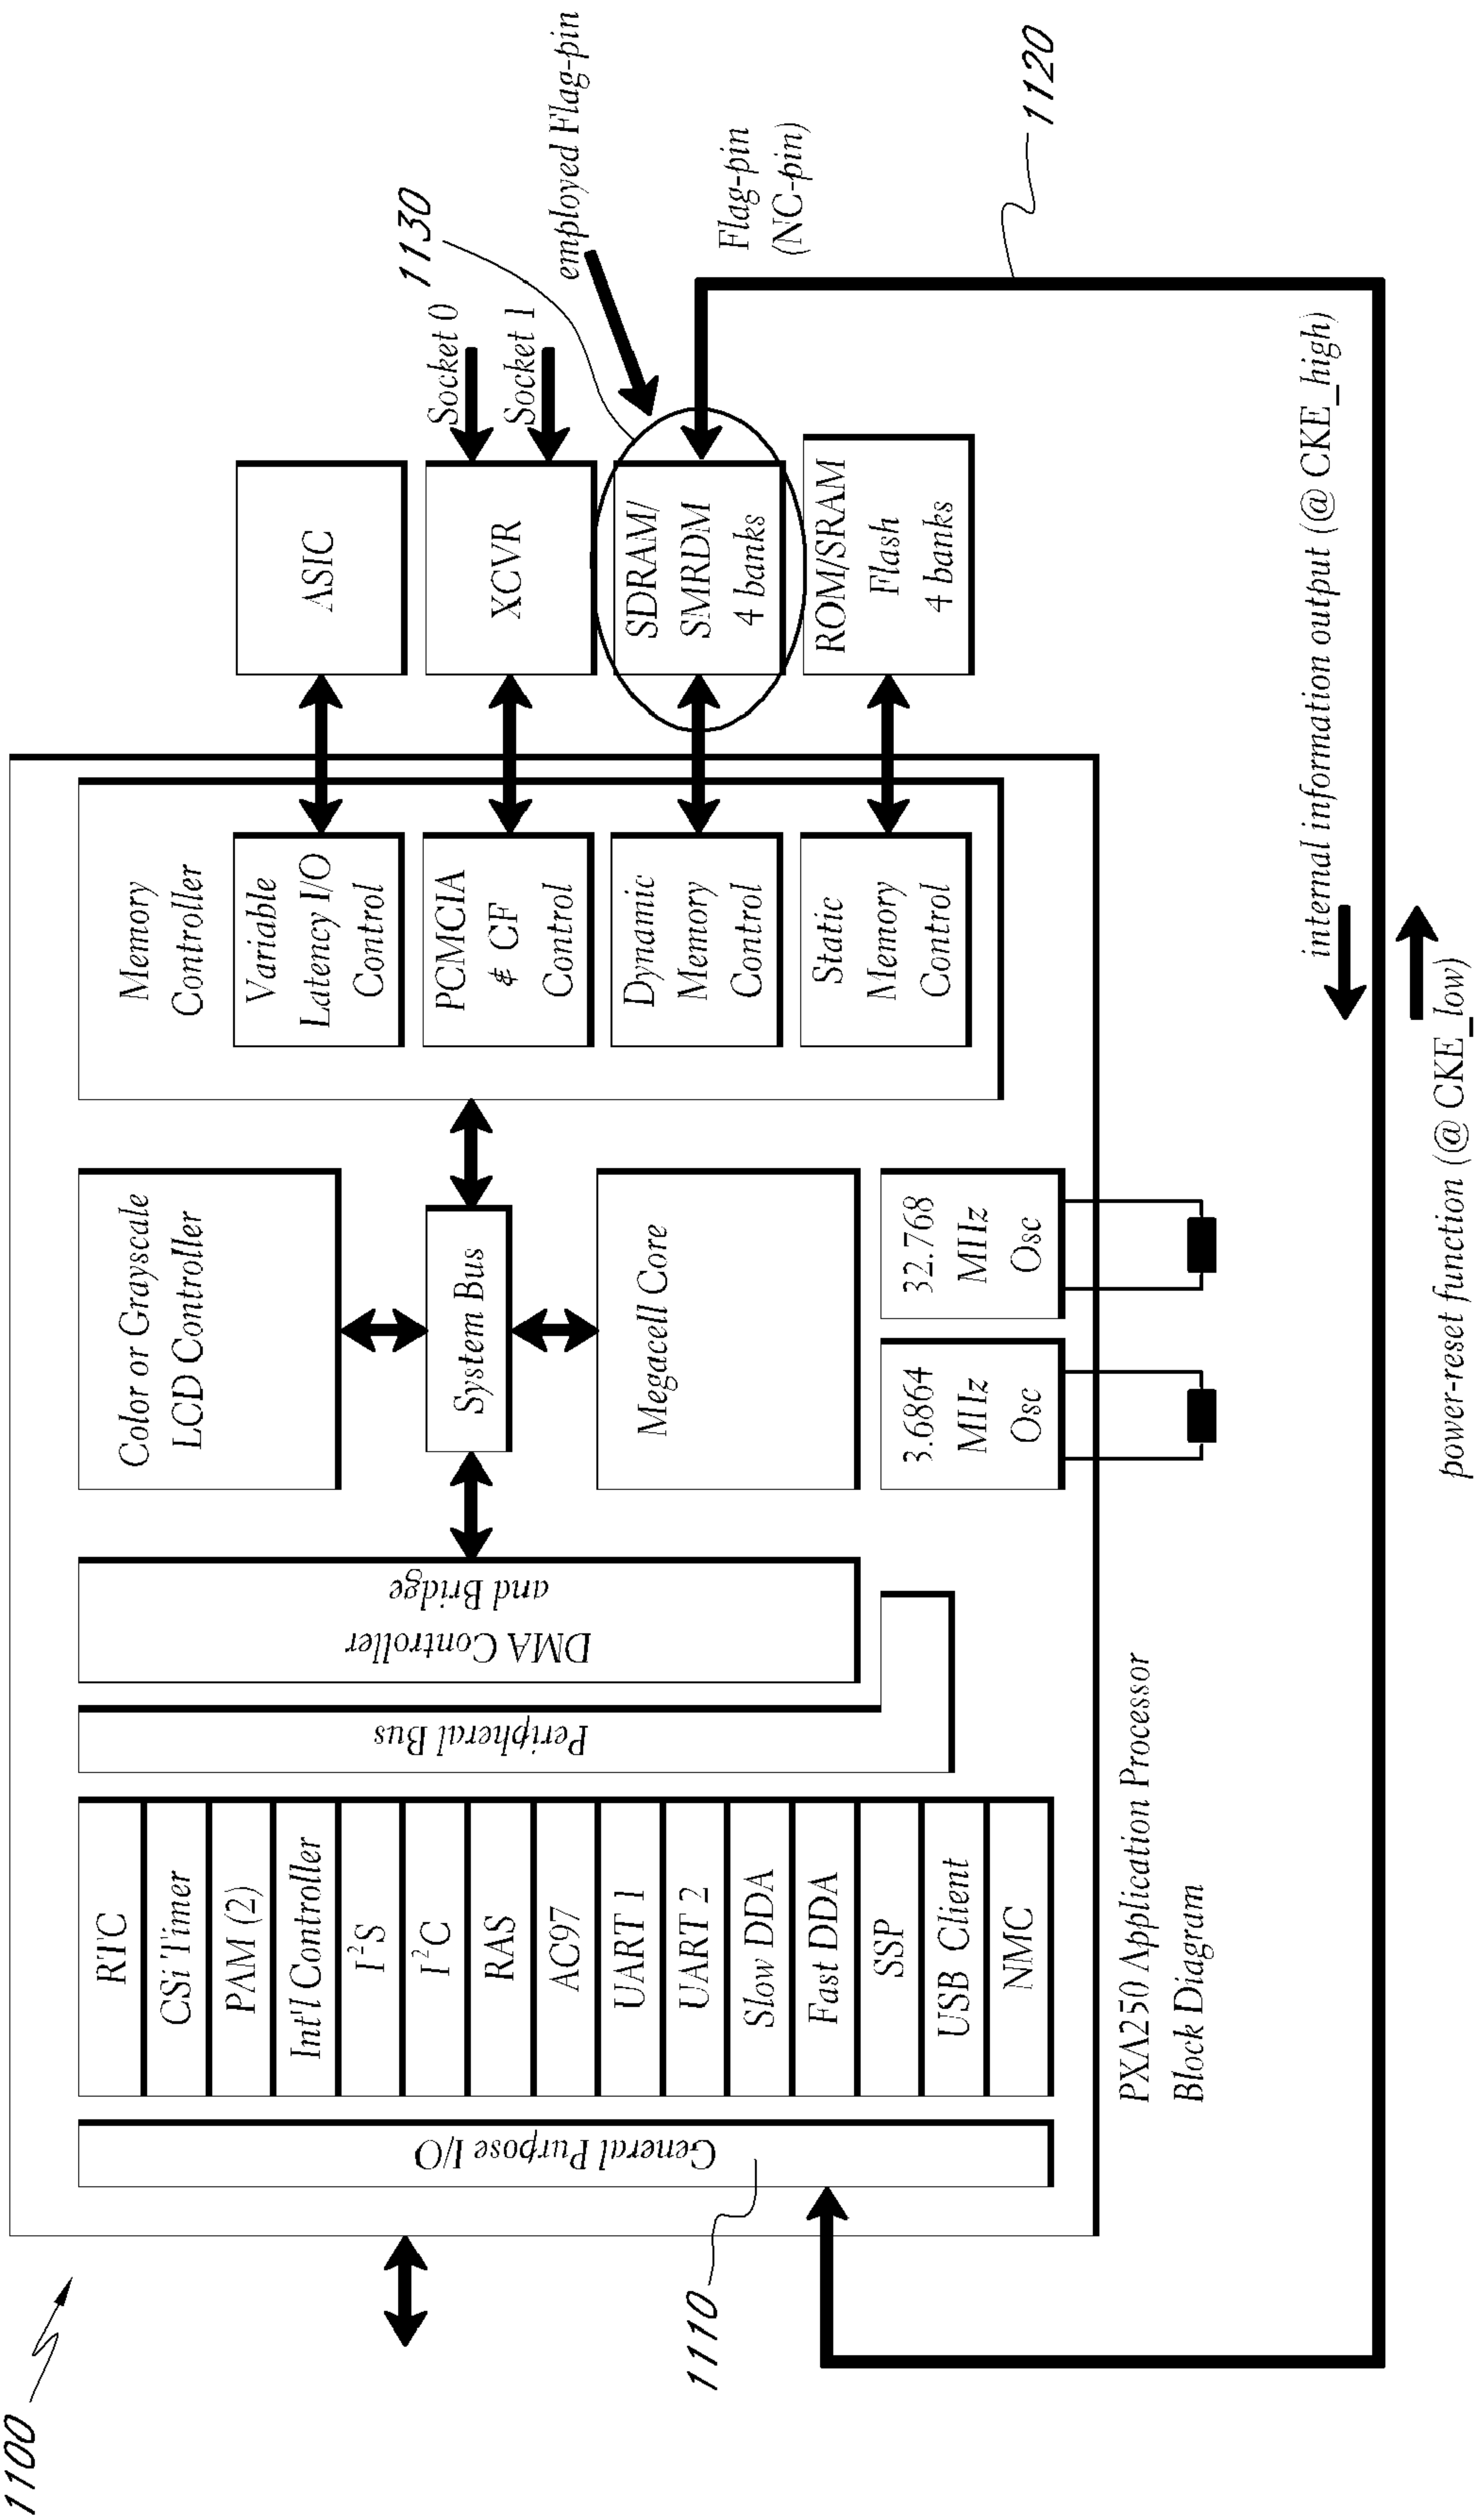 1100
RTC
CSi Timer
PAM (2)
Int'l Controller
I²S
I²C
RAS
AC97
UART 1
UART 2
Slow DDA
Fast DDA
SSP
USB Client
NMC
General Purpose I/O
1110
Peripheral Bus
DMA Controller
and Bridge
Color or Grayscale
LCD Controller
System Bus
Megacell Core
3.6864
MHz
Osc
32.768
MHz
Osc
Memory
Controller
Variable
Latency I/O
Control
PCMCIA
& CF
Control
Dynamic
Memory
Control
Static
Memory
Control
ASIC
XCVR
SDRAM/
SMRDM
4 banks
ROM/SRAM
Flash
4 banks
Socket 0
Socket 1
1130
employed Flag-pin
Flag-pin
(NC-pin)
1120
PXA250 Application Processor
Block Diagram
internal information output (@ CKE_high)
power-reset function (@ CKE_low)